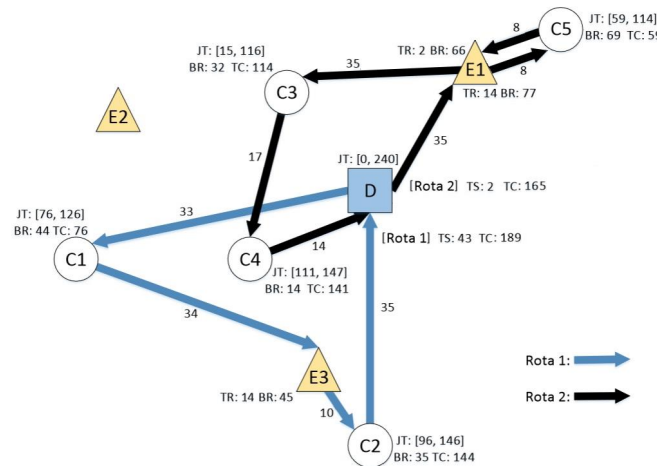 8
C5
JT: [59, 114]
BR: 69 TC: 59
TR: 2 BR: 66
E1
8
TR: 14 BR: 77
JT: [15, 116]
BR: 32 TC: 114
C3
35
E2
17
35
JT: [0, 240]
D
[Rota 2] TS: 2 TC: 165
[Rota 1] TS: 43 TC: 189
JT: [76, 126]
BR: 44 TC: 76
C1
33
C4
14
JT: [111, 147]
BR: 14 TC: 141
34
35
E3
TR: 14 BR: 45
10
C2
JT: [96, 146]
BR: 35 TC: 144
Rota 1:
Rota 2: